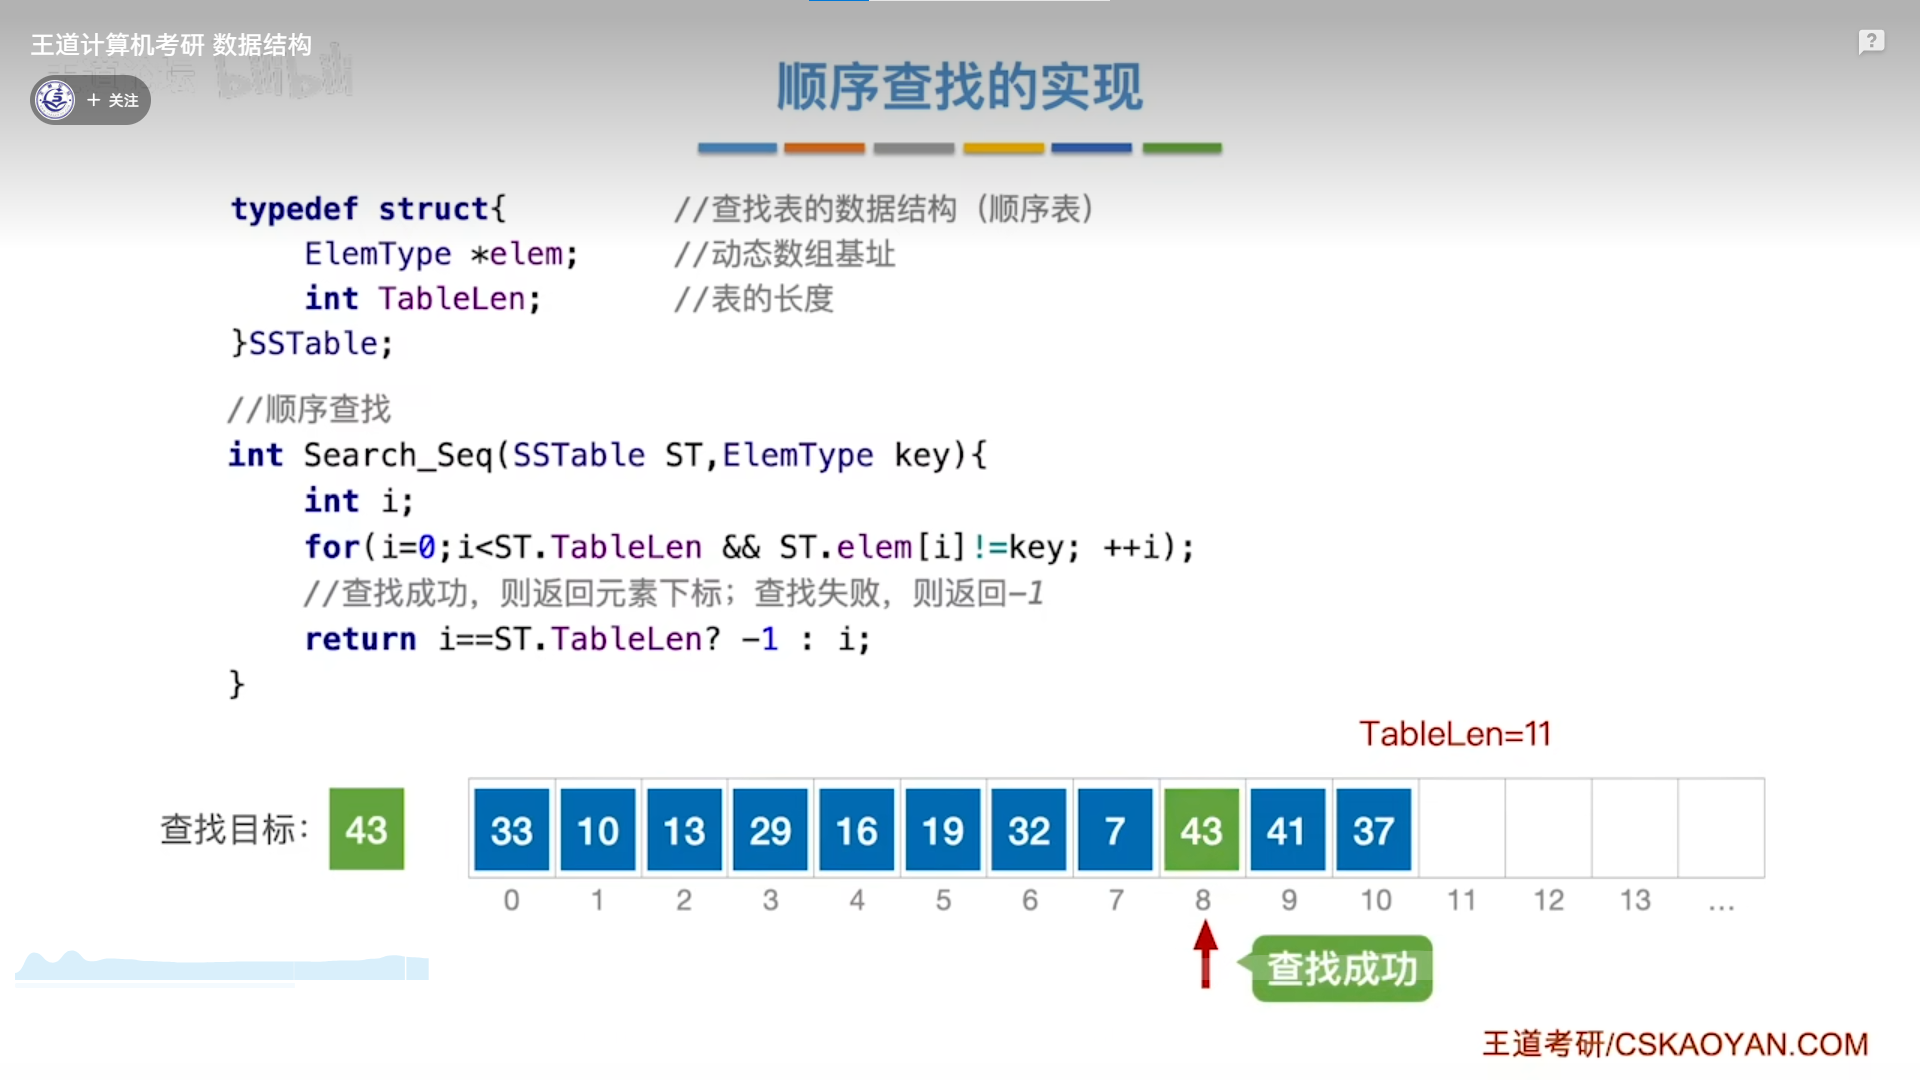 王道计算机考研 数据结构
+ 关注
顺序查找的实现
typedef struct{ //查找表的数据结构（顺序表）
ElemType *elem; //动态数组基址
int TableLen; //表的长度
}SSTable;
//顺序查找
int Search_Seq(SSTable ST,ElemType key){
int i;
for(i=0;i<ST.TableLen && ST.elem[i]!=key; ++i);
//查找成功，则返回元素下标；查找失败，则返回-1
return i==ST.TableLen? -1 : i;
}
TableLen=11
查找目标： 43 33 10 13 29 16 19 32 7 43 41 37
0 1 2 3 4 5 6 7 8 9 10 11 12 13 ...
查找成功
王道考研/CSKAOYAN.COM